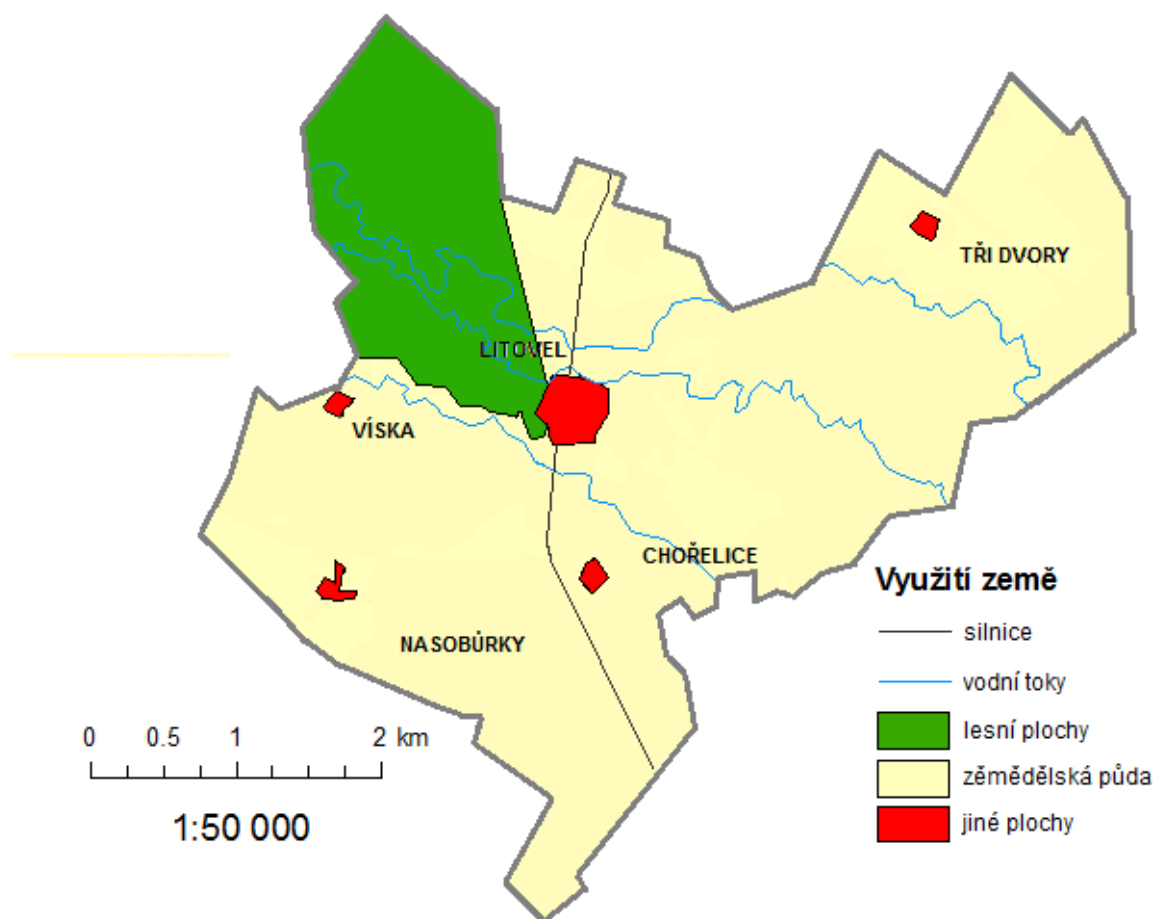 TŘI DVORY
LITOVEL
VÍSKA
CHOŘELICE
NASOBŮRKY
Využití země
silnice
vodní toky
lesní plochy
zěmědělská půda
jiné plochy
0 0.5 1 2 km
1:50 000